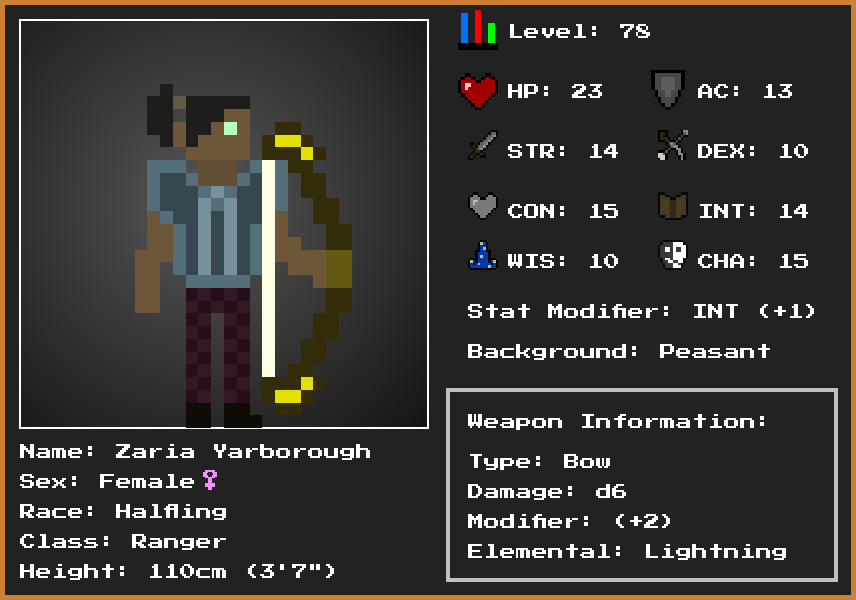 Level: 78
HP: 23 AC: 13
STR: 14 DEX: 10
CON: 15 INT: 14
WIS: 10 CHA: 15
Stat Modifier: INT (+1)
Background: Peasant
Weapon Information:
Type: Bow
Damage: d6
Modifier: (+2)
Elemental: Lightning
Name: Zaria Yarborough
Sex: Female♀
Race: Halfling
Class: Ranger
Height: 110cm (3'7")